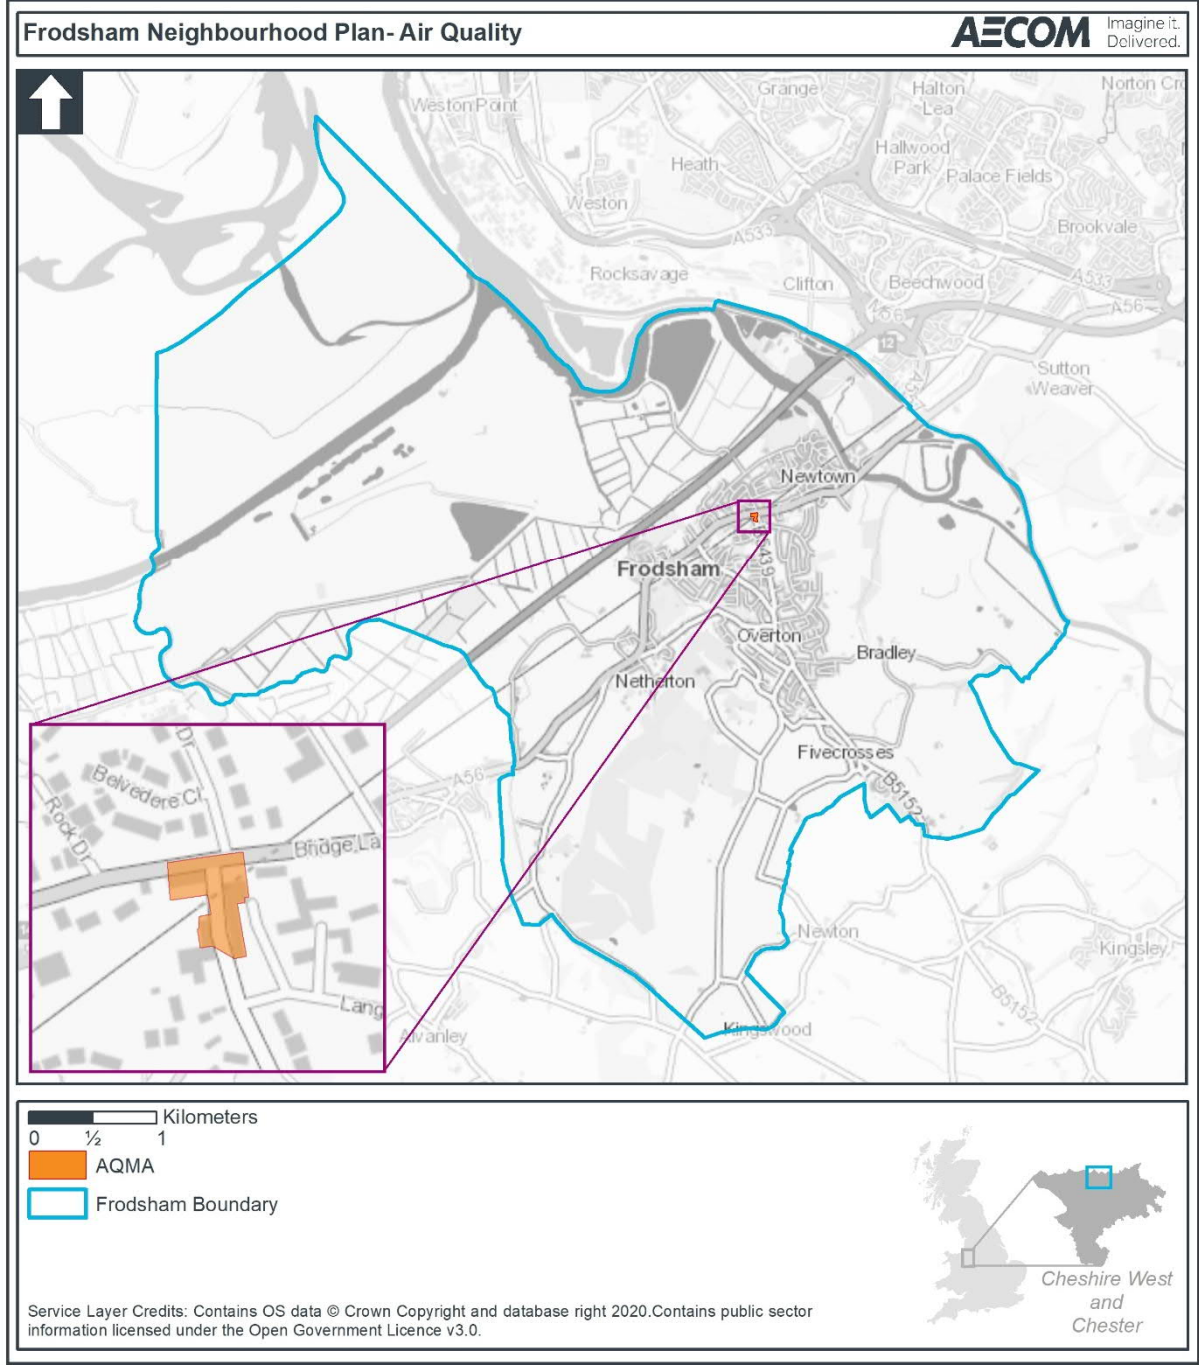 Frodsham Neighbourhood Plan- Air Quality
AECOM
Imagine it.
Delivered.
Weston Point
Grange
Halton
Lea
Norton Cro
Heath
Hallwood
Park
Palace Fields
Weston
A533
Brookvale
Rocksavage
Clifton
Beechwood
A533
A56
12
A557
Sutton
Weaver
Newtown
Frodsham
Overton
Bradley
Netherton
Fivecrosses
A56
B5152
Newton
Kingsley
B5152
Kingswood
Alvanley
Dr
Belvedere Cl
Rock Dr
Bridge La
Lang
Kilometers
0 ½ 1
AQMA
Frodsham Boundary
Cheshire West
and
Chester
Service Layer Credits: Contains OS data © Crown Copyright and database right 2020.Contains public sector
information licensed under the Open Government Licence v3.0.